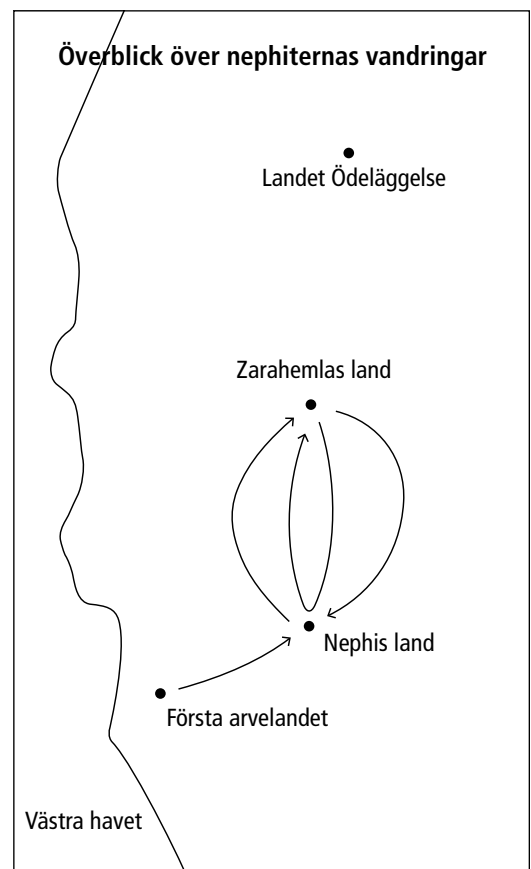 Överblick över nephiternas vandringar
Landet Ödeläggelse
Zarahemlas land
Nephis land
Första arvelandet
Västra havet